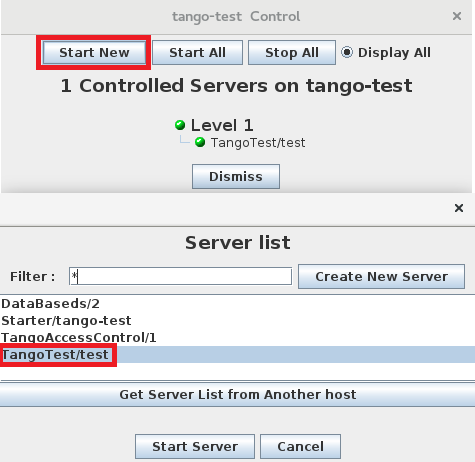 tango-test Control
Start New Start All Stop All Display All
1 Controlled Servers on tango-test
Level 1
TangoTest/test
Dismiss
Server list
Filter : * Create New Server
DataBaseds/2
Starter/tango-test
TangoAccessControl/1
TangoTest/test
Get Server List from Another host
Start Server Cancel